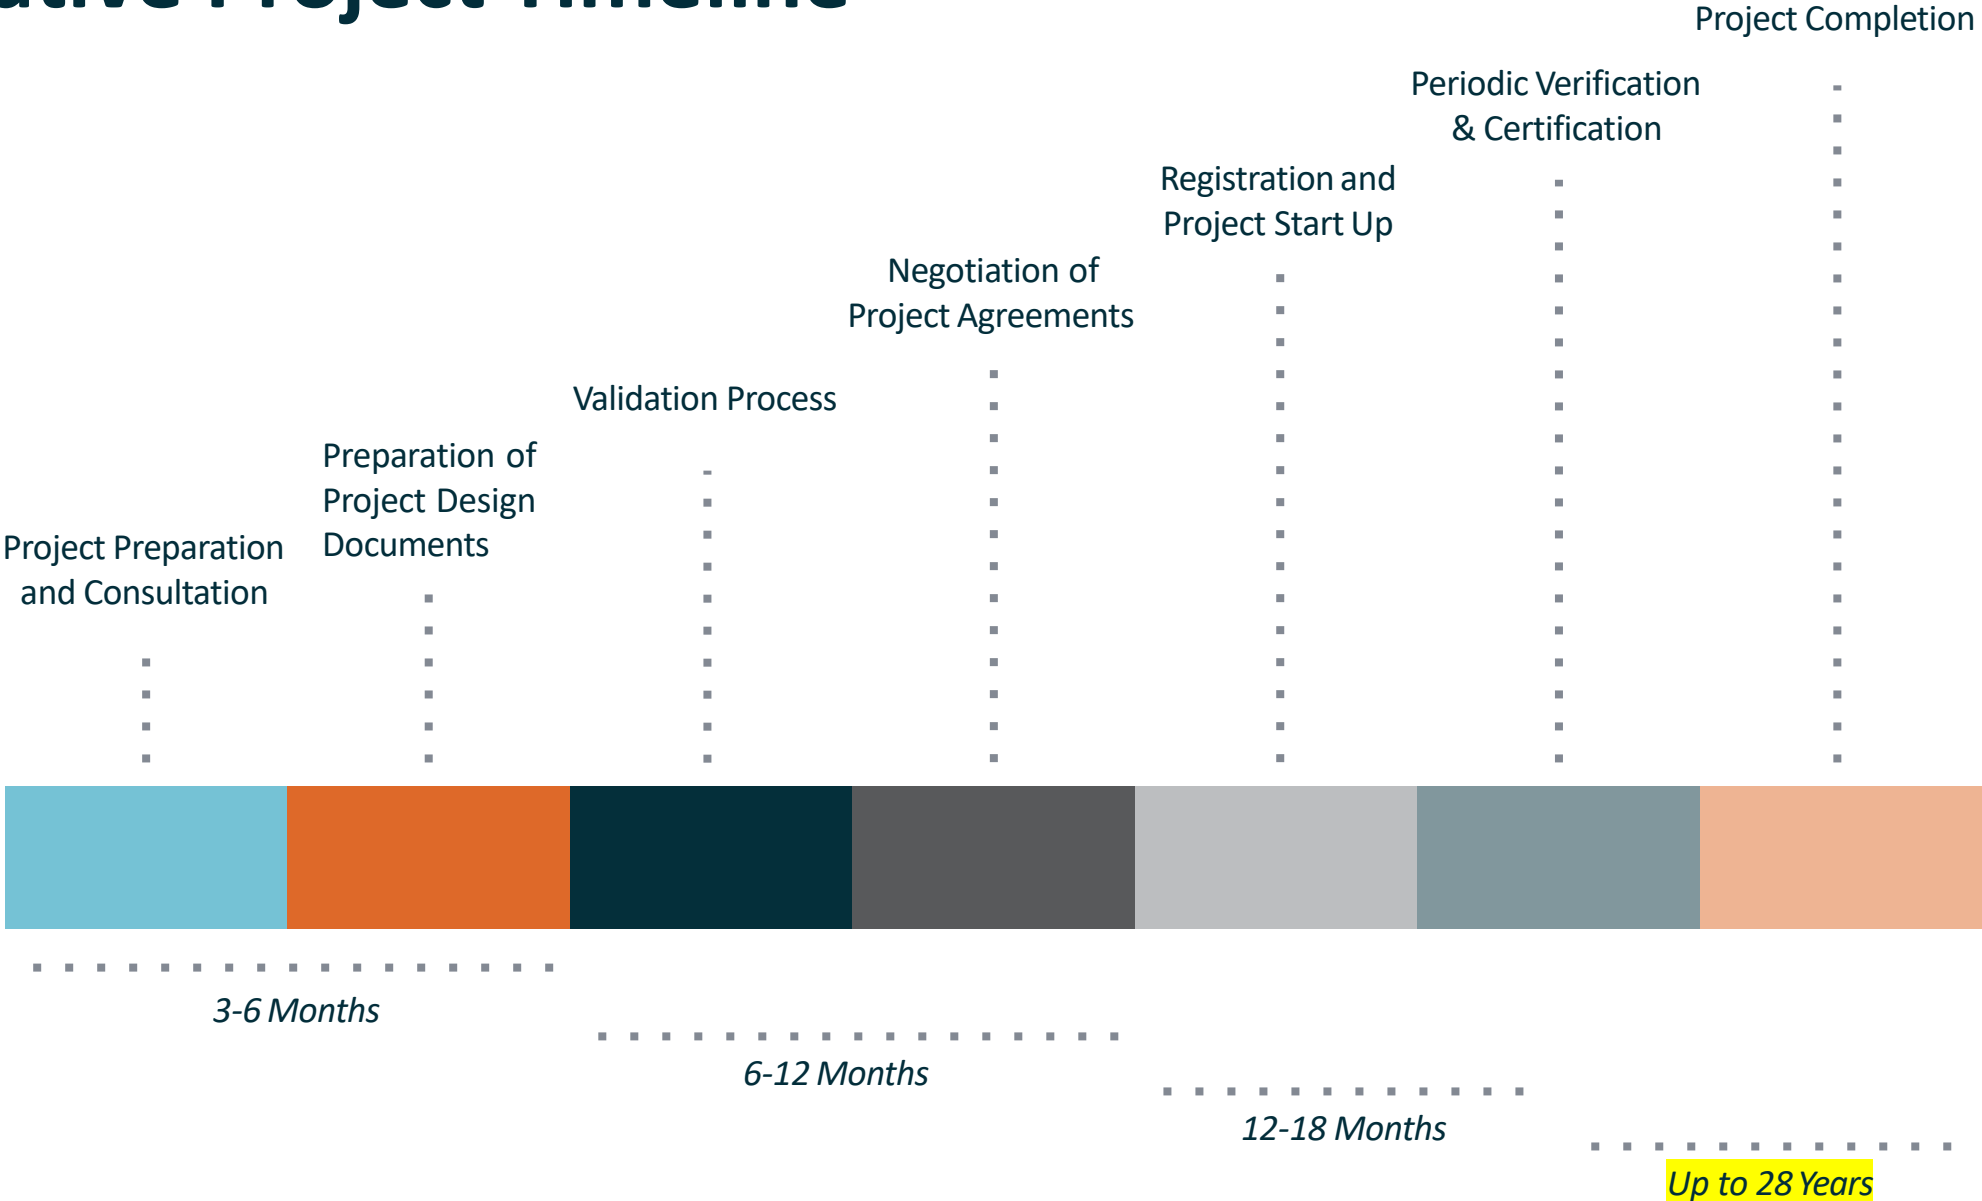 Project Timeline
Project Completion
Periodic Verification
& Certification
Registration and
Project Start Up
Negotiation of
Project Agreements
Validation Process
Preparation of
Project Design
Documents
Project Preparation
and Consultation
3-6 Months
6-12 Months
12-18 Months
Up to 28 Years